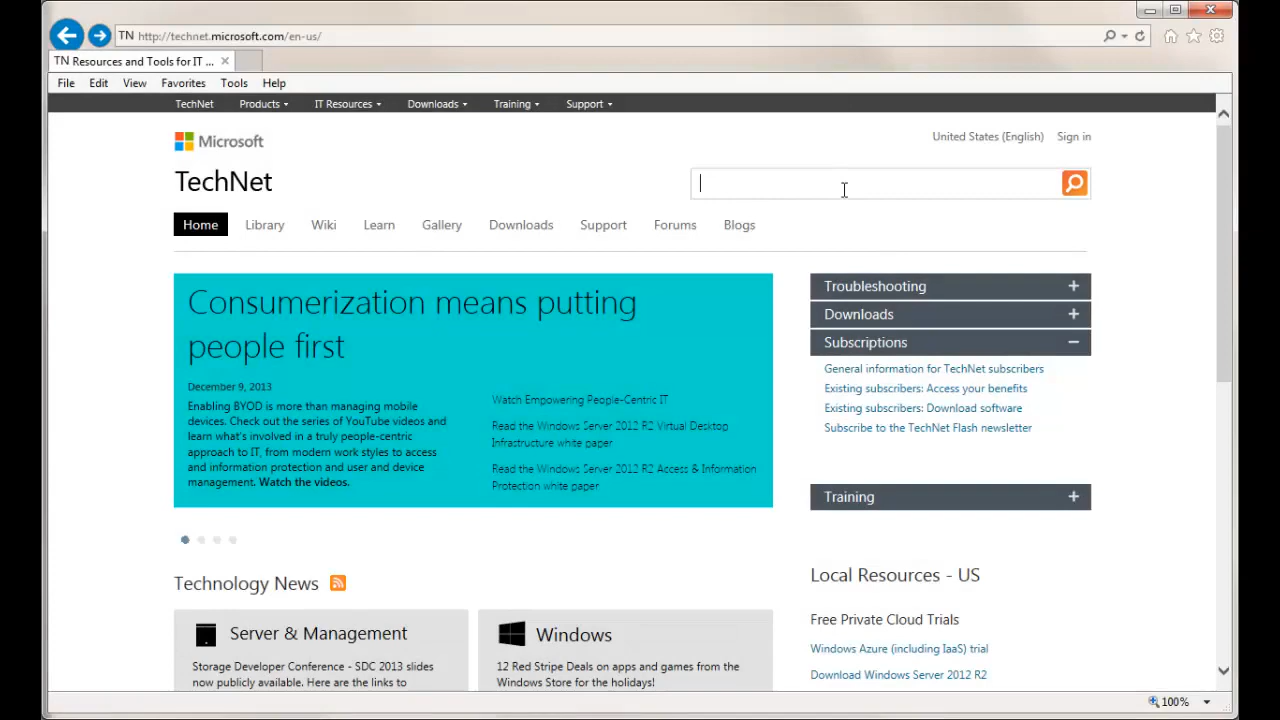 TN http://technet.microsoft.com/en-us/
TN Resources and Tools for IT ...
File Edit View Favorites Tools Help
TechNet Products IT Resources Downloads Training Support
Microsoft
United States (English) Sign in
TechNet
Home Library Wiki Learn Gallery Downloads Support Forums Blogs
Consumerization means putting
people first
December 9, 2013
Enabling BYOD is more than managing mobile
devices. Check out the series of YouTube videos and
learn what's involved in a truly people-centric
approach to IT, from modern work styles to access
and information protection and user and device
management. Watch the videos.
Watch Empowering People-Centric IT
Read the Windows Server 2012 R2 Virtual Desktop
Infrastructure white paper
Read the Windows Server 2012 R2 Access & Information
Protection white paper
Troubleshooting +
Downloads +
Subscriptions −
General information for TechNet subscribers
Existing subscribers: Access your benefits
Existing subscribers: Download software
Subscribe to the TechNet Flash newsletter
Training +
Technology News
Server & Management
Storage Developer Conference - SDC 2013 slides
now publicly available. Here are the links to
Windows
12 Red Stripe Deals on apps and games from the
Windows Store for the holidays!
Local Resources - US
Free Private Cloud Trials
Windows Azure (including IaaS) trial
Download Windows Server 2012 R2
100%